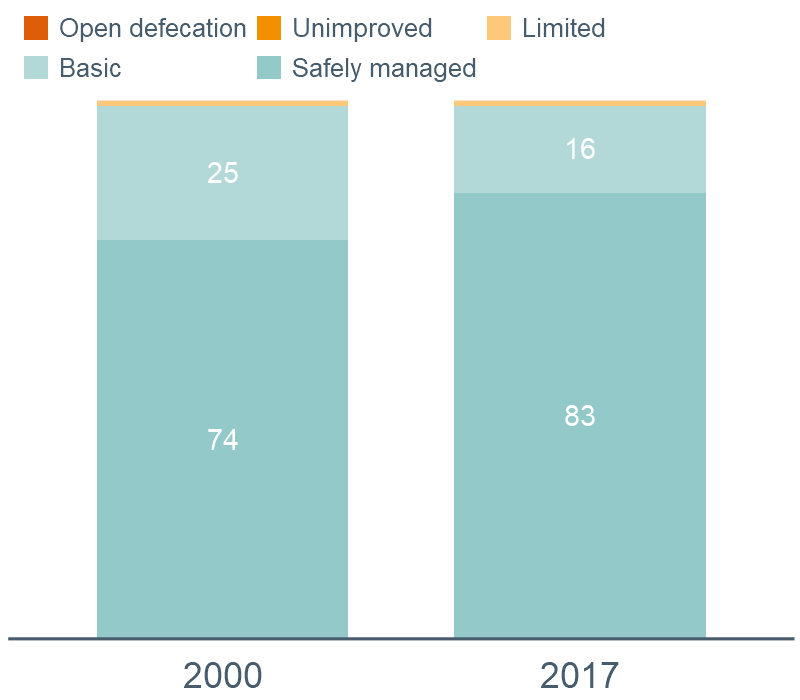 Open defecation Unimproved Limited
Basic Safely managed
25 16
74 83
2000 2017